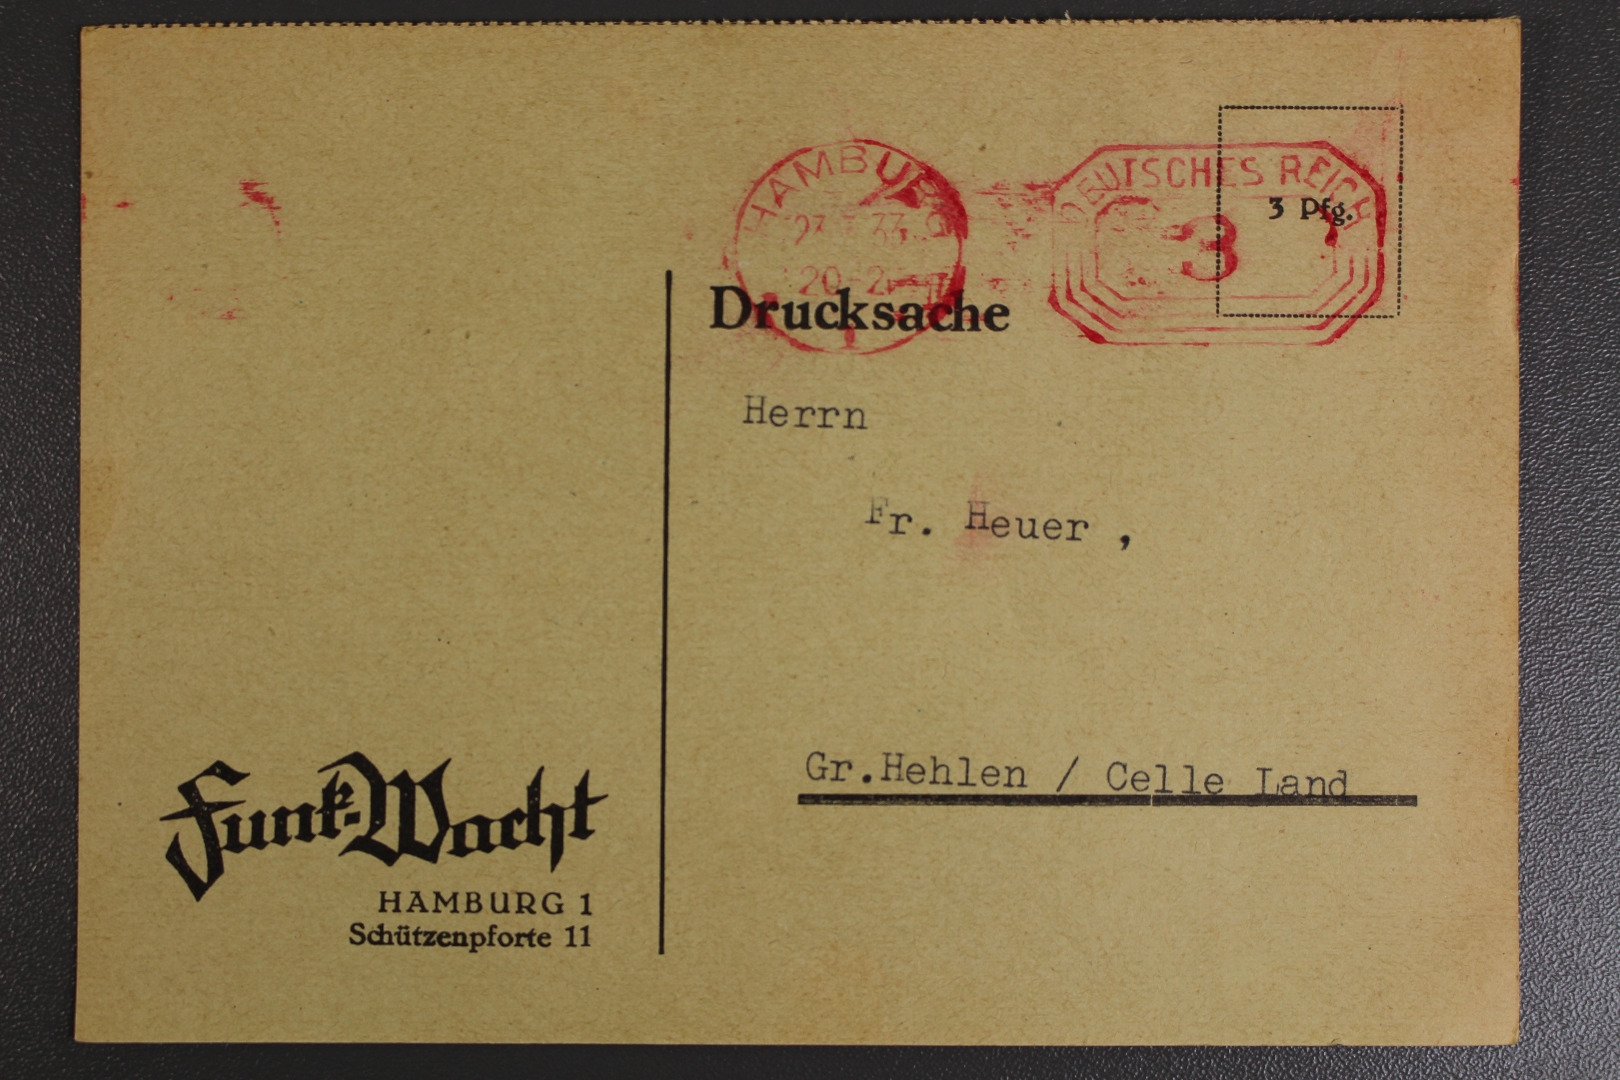 HAMBURG
DEUTSCHES REICH
3 Pfg.
3
Drucksache
Herrn
Fr. Heuer ,
Gr.Hehlen / Celle Land
Funk-Wacht
HAMBURG 1
Schützenpforte 11